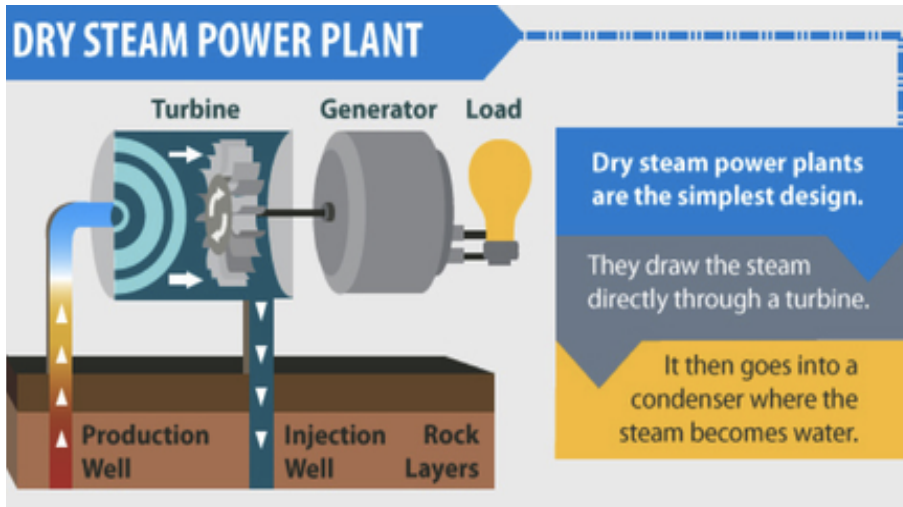 DRY STEAM POWER PLANT
Turbine
Generator
Load
Dry steam power plants
are the simplest design.
They draw the steam
directly through a turbine.
It then goes into a
condenser where the
steam becomes water.
Production
Well
Injection
Well
Rock
Layers